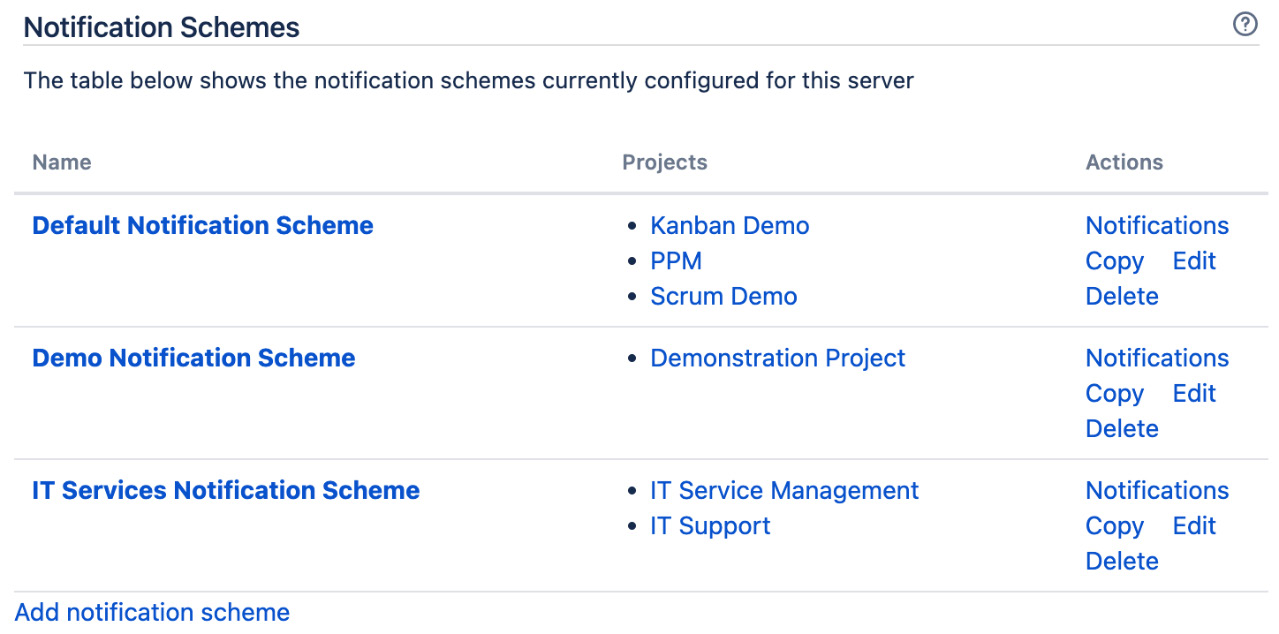 Notification Schemes
The table below shows the notification schemes currently configured for this server
Name Projects Actions
Default Notification Scheme • Kanban Demo Notifications
• PPM Copy Edit
• Scrum Demo Delete
Demo Notification Scheme • Demonstration Project Notifications
Copy Edit
Delete
IT Services Notification Scheme • IT Service Management Notifications
• IT Support Copy Edit
Delete
Add notification scheme